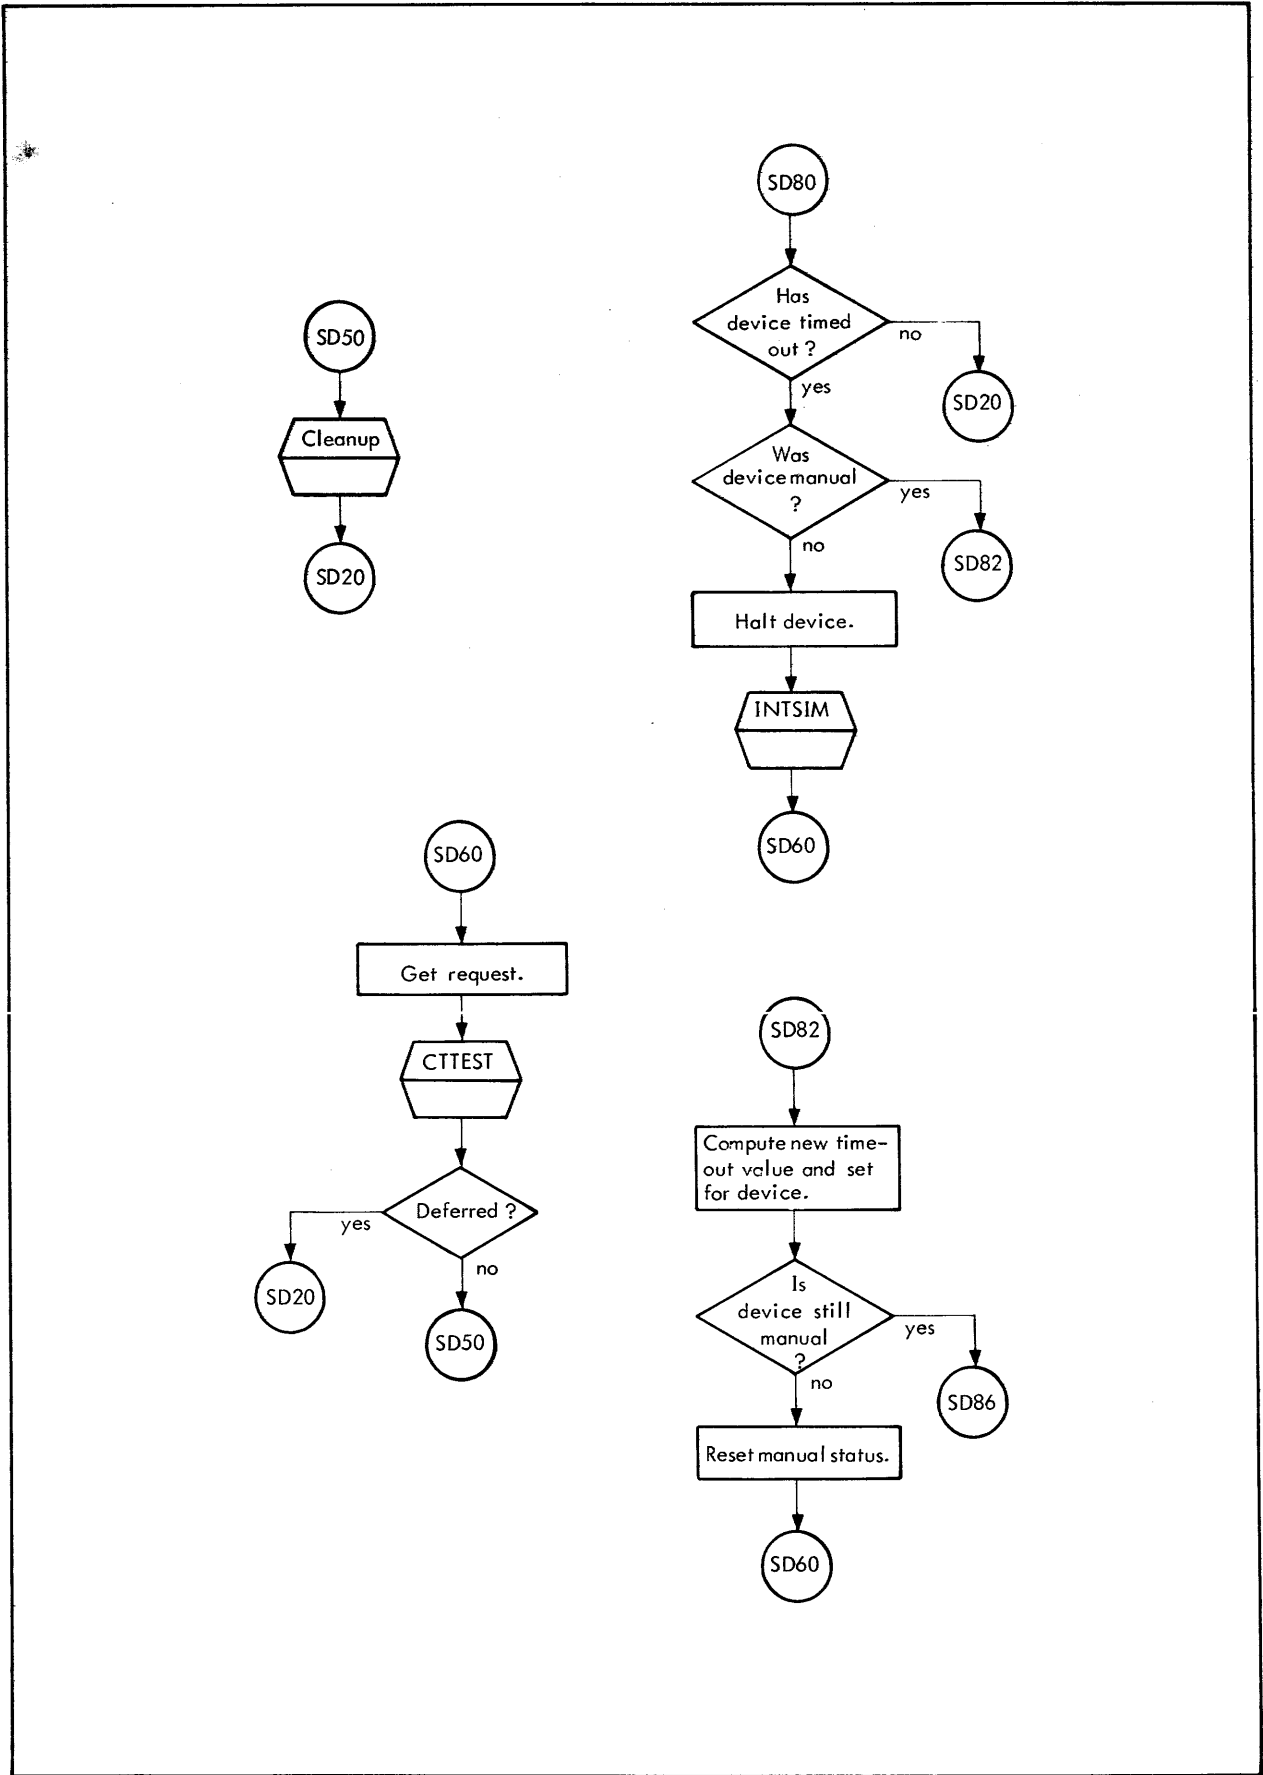 SD50
Cleanup
SD20
SD80
Has
device timed
out ?
no
SD20
yes
Was
device manual
?
yes
SD82
no
Halt device.
INTSIM
SD60
SD60
Get request.
CTTEST
Deferred ?
yes
SD20
no
SD50
SD82
Compute new time-
out value and set
for device.
Is
device still
manual
?
yes
SD86
no
Reset manual status.
SD60